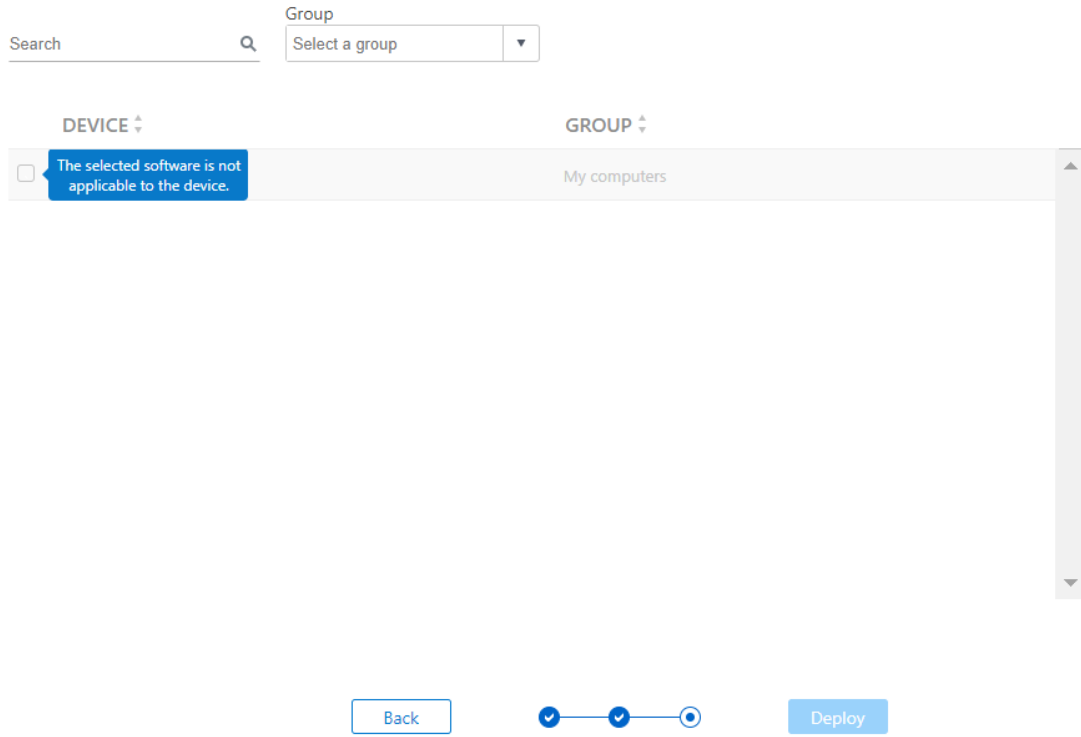 Group
Search
Select a group
DEVICE
GROUP
The selected software is not
applicable to the device.
My computers
Back
Deploy